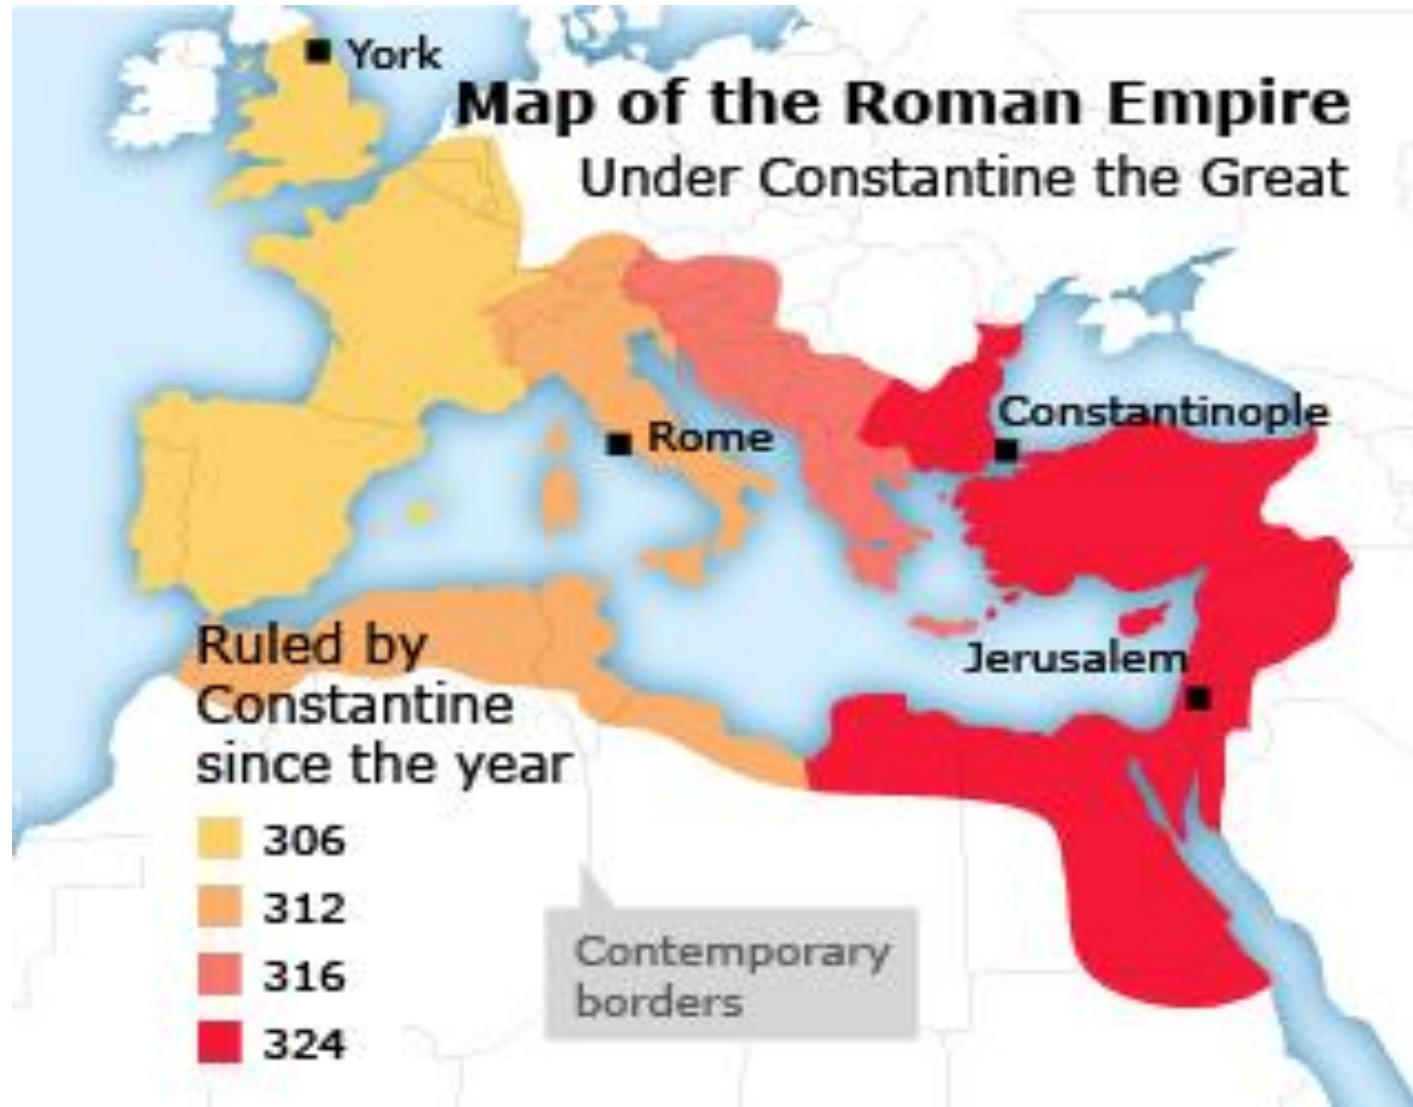 York
Map of the Roman Empire
Under Constantine the Great
Constantinople
Rome
Jerusalem
Ruled by
Constantine
since the year
306
312
316
324
Contemporary
borders